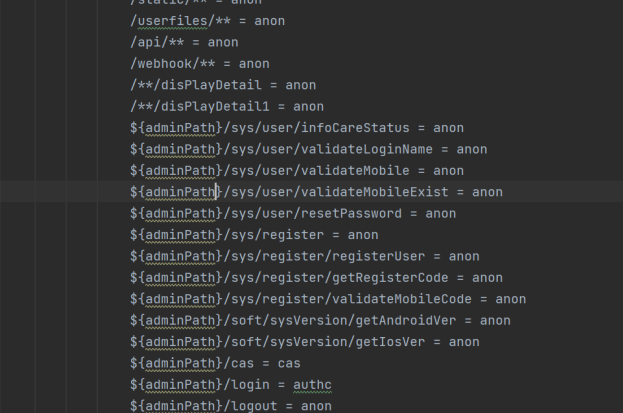 /static/** = anon
/userfiles/** = anon
/api/** = anon
/webhook/** = anon
/**/disPlayDetail = anon
/**/disPlayDetail1 = anon
${adminPath}/sys/user/infoCareStatus = anon
${adminPath}/sys/user/validateLoginName = anon
${adminPath}/sys/user/validateMobile = anon
${adminPath}/sys/user/validateMobileExist = anon
${adminPath}/sys/user/resetPassword = anon
${adminPath}/sys/register = anon
${adminPath}/sys/register/registerUser = anon
${adminPath}/sys/register/getRegisterCode = anon
${adminPath}/sys/register/validateMobileCode = anon
${adminPath}/soft/sysVersion/getAndroidVer = anon
${adminPath}/soft/sysVersion/getIosVer = anon
${adminPath}/cas = cas
${adminPath}/login = authc
${adminPath}/logout = anon